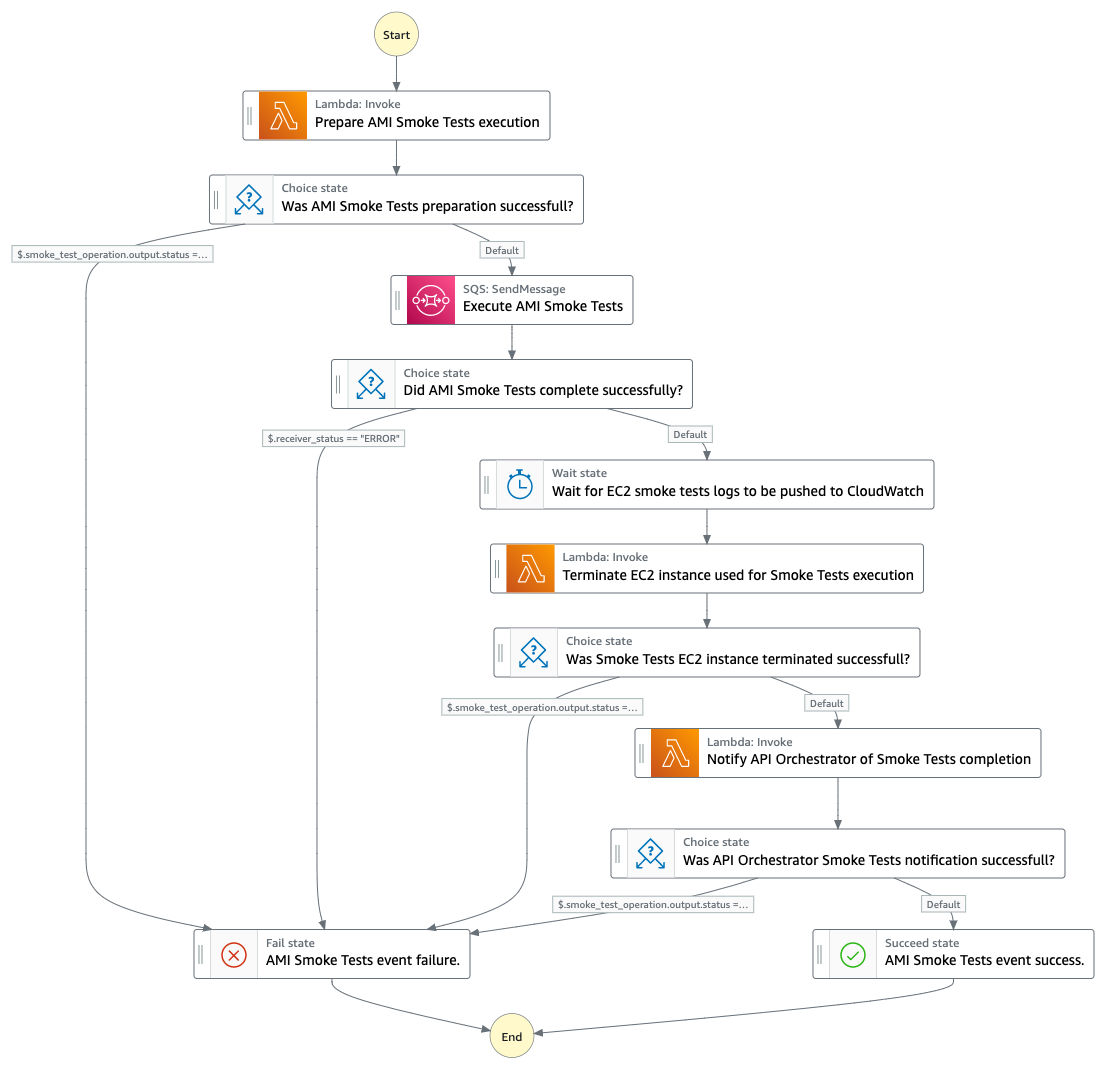 Start
Lambda: Invoke
Prepare AMI Smoke Tests execution
Choice state
Was AMI Smoke Tests preparation successfull?
$.smoke_test_operation.output.status =...
Default
SQS: SendMessage
Execute AMI Smoke Tests
Choice state
Did AMI Smoke Tests complete successfully?
$.receiver_status == "ERROR"
Default
Wait state
Wait for EC2 smoke tests logs to be pushed to CloudWatch
Lambda: Invoke
Terminate EC2 instance used for Smoke Tests execution
Choice state
Was Smoke Tests EC2 instance terminated successfull?
$.smoke_test_operation.output.status =...
Default
Lambda: Invoke
Notify API Orchestrator of Smoke Tests completion
Choice state
Was API Orchestrator Smoke Tests notification successfull?
$.smoke_test_operation.output.status =...
Default
Fail state
AMI Smoke Tests event failure.
Succeed state
AMI Smoke Tests event success.
End